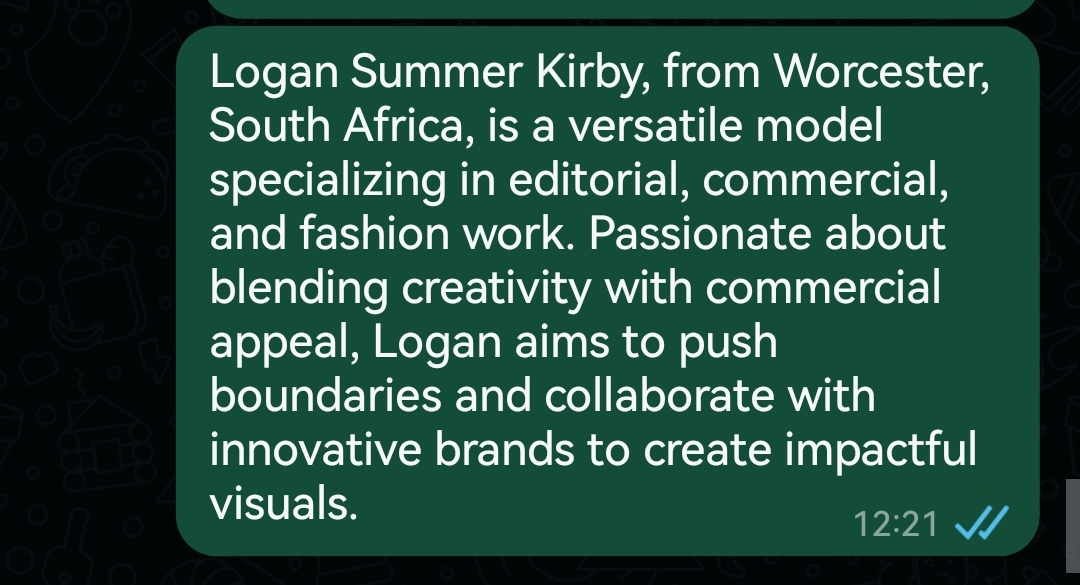 Logan Summer Kirby, from Worcester,
South Africa, is a versatile model
specializing in editorial, commercial,
and fashion work. Passionate about
blending creativity with commercial
appeal, Logan aims to push
boundaries and collaborate with
innovative brands to create impactful
visuals.
12:21